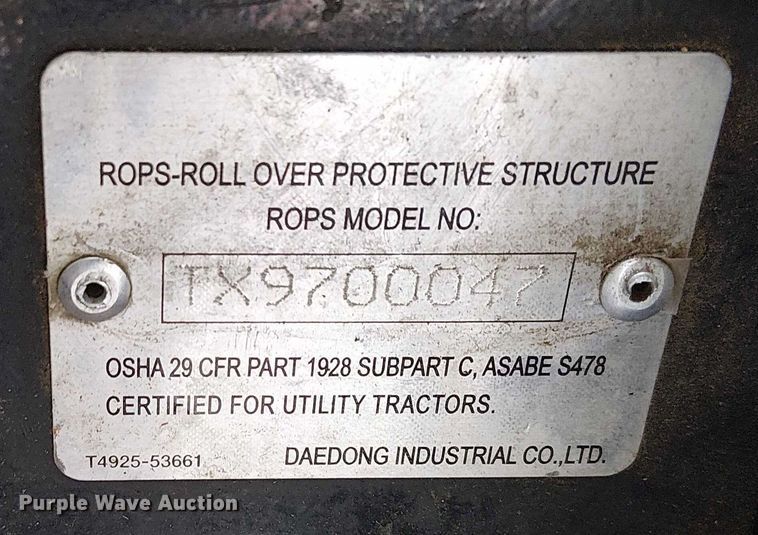 ROPS-ROLL OVER PROTECTIVE STRUCTURE
ROPS MODEL NO:
TX9700047
OSHA 29 CFR PART 1928 SUBPART C, ASABE S478
CERTIFIED FOR UTILITY TRACTORS.
T4925-53661 DAEDONG INDUSTRIAL CO.,LTD.
Purple Wave Auction